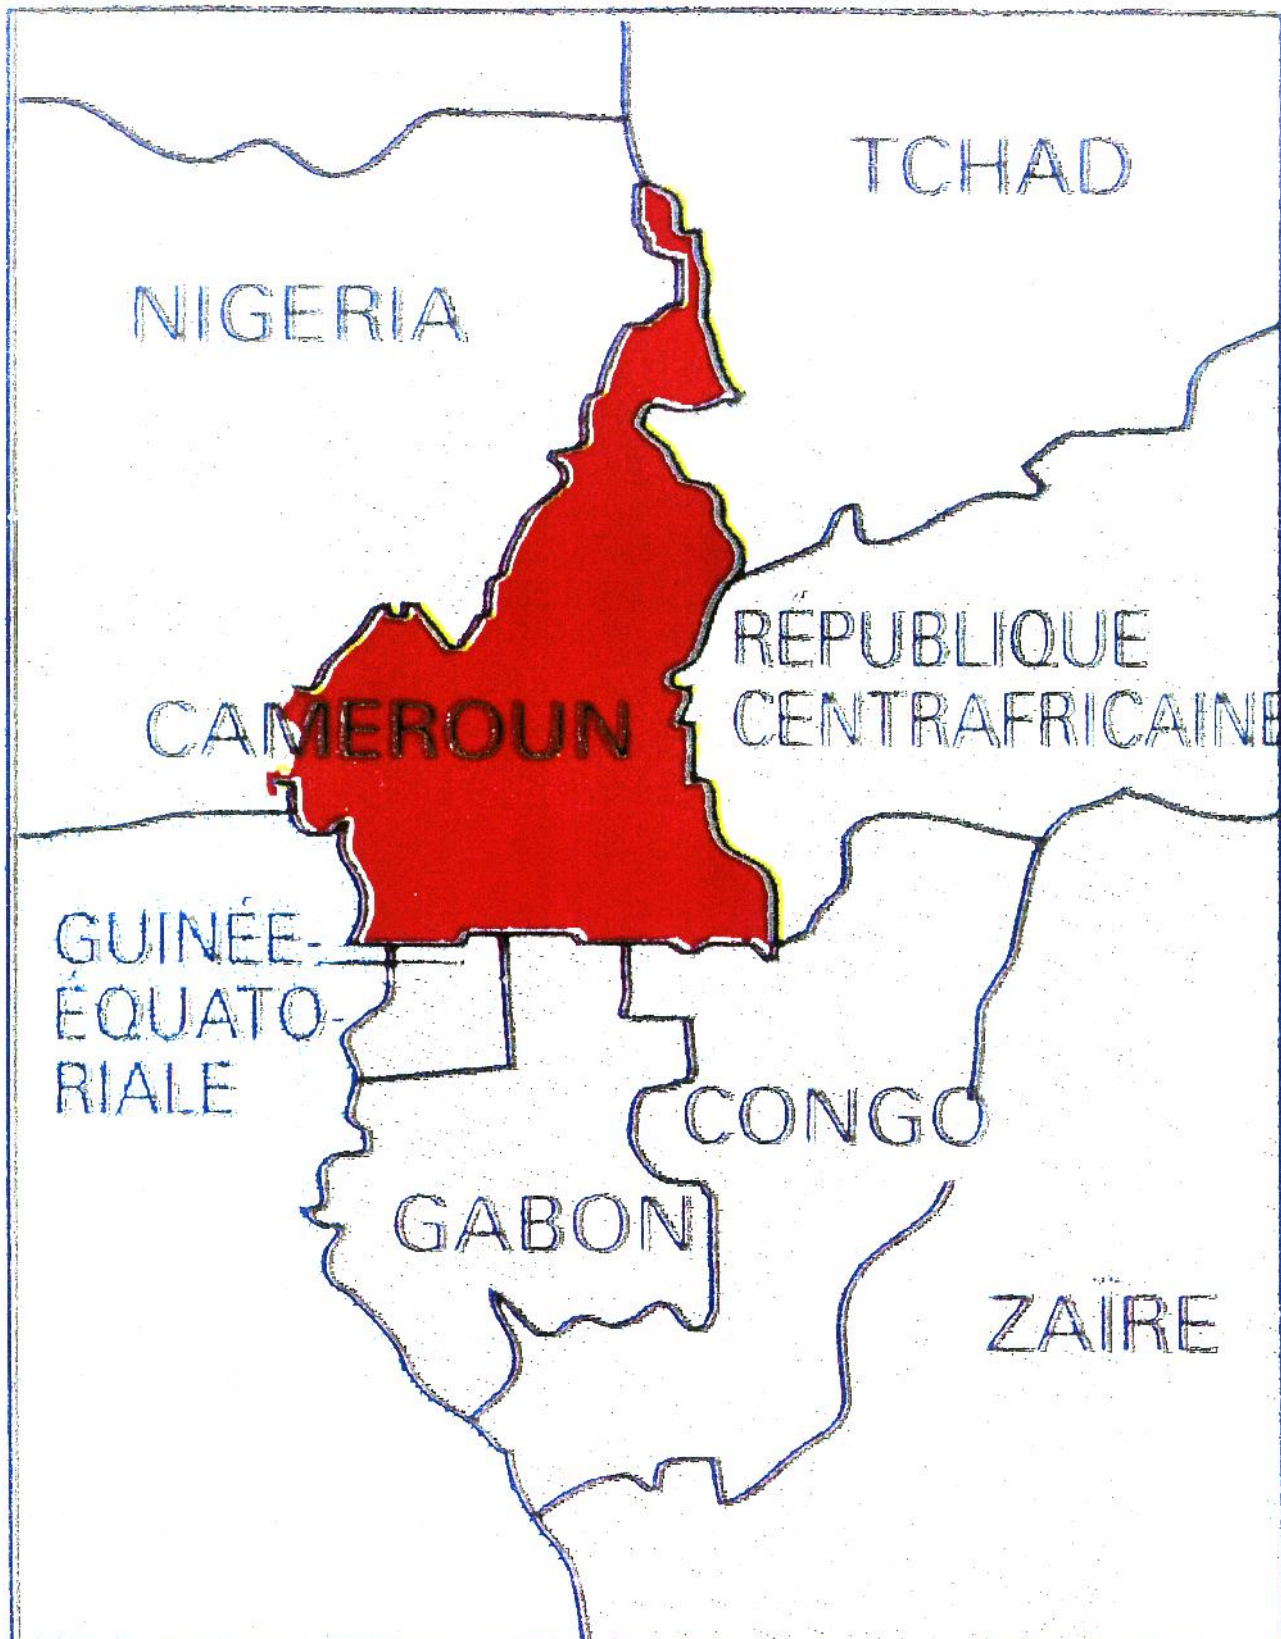 TCHAD
NIGERIA
RÉPUBLIQUE
CENTRAFRICAINE
CAMEROUN
GUINÉE-
ÉQUATO-
RIALE
CONGO
GABON
ZAÏRE